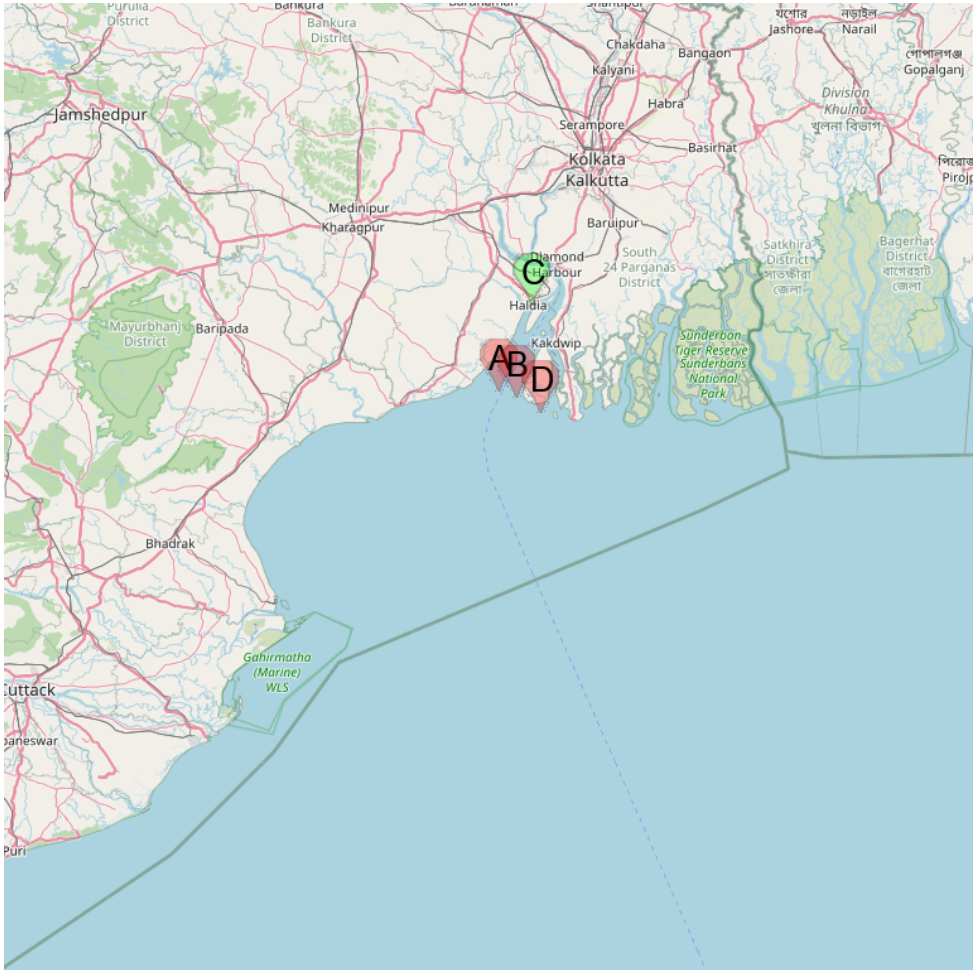 Purulia
District
Bankura
Bankura
District
Shantipur
Chakdaha
Bangaon
যশোর
Jashore
নড়াইল
Narail
গোপালগঞ্জ
Gopalganj
Kalyani
Habra
Division
Khulna
খুলনা বিভাগ
Jamshedpur
Serampore
Basirhat
Kolkata
Kalkutta
Medinipur
Kharagpur
Baruipur
South
24 Parganas
District
Satkhira
District
সাতক্ষীরা
জেলা
Bagerhat
District
বাগেরহাট
জেলা
Diamond
Harbour
C
Haldia
Mayurbhanj
District
Baripada
Kakdwip
Sunderban
Tiger Reserve
Sunderbans
National
Park
A
B
D
Bhadrak
Gahirmatha
(Marine)
WLS
Puri